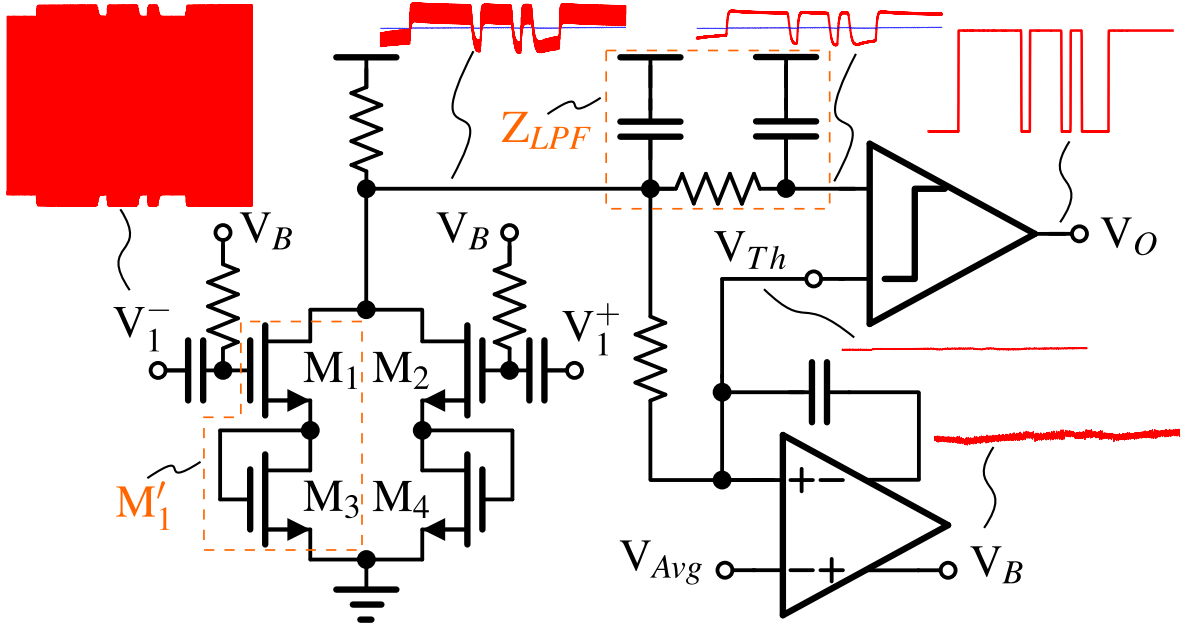 Z_LPF
V_B
V_B
V_Th
V_O
V_1^−
V_1^+
M_1
M_2
M_1′
M_3
M_4
+ −
V_Avg
− +
V_B